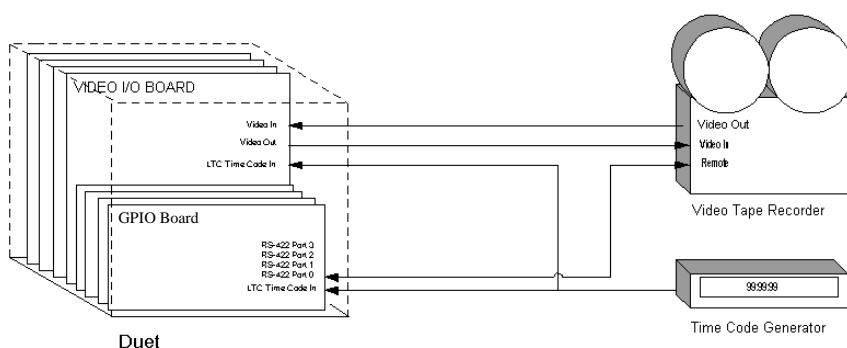 VIDEO I/O BOARD
Video In
Video Out
LTC Time Code In
GPIO Board
RS-422 Port 3
RS-422 Port 2
RS-422 Port 1
RS-422 Port 0
LTC Time Code In
Duet
Video Out
Video In
Remote
Video Tape Recorder
99:99:99
Time Code Generator